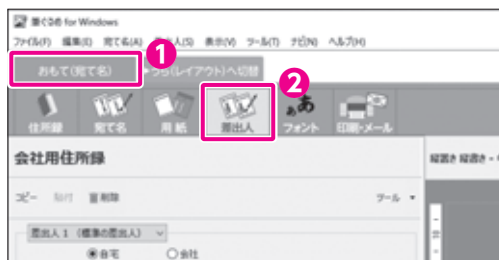 筆ぐるめ for Windows
ファイル(F) 編集(E) 宛て名(A) 差出人(S) 表示(V) ツール(T) ナビ(N) ヘルプ(H)
1
おもて(宛て名) うら(レイアウト)へ切替
2
住所録 宛て名 用紙 差出人 フォント 印刷・メール
会社用住所録
縦置き 縦書き -
コピー 貼付 削除 ツール
差出人 1 (標準の差出人)
自宅 会社